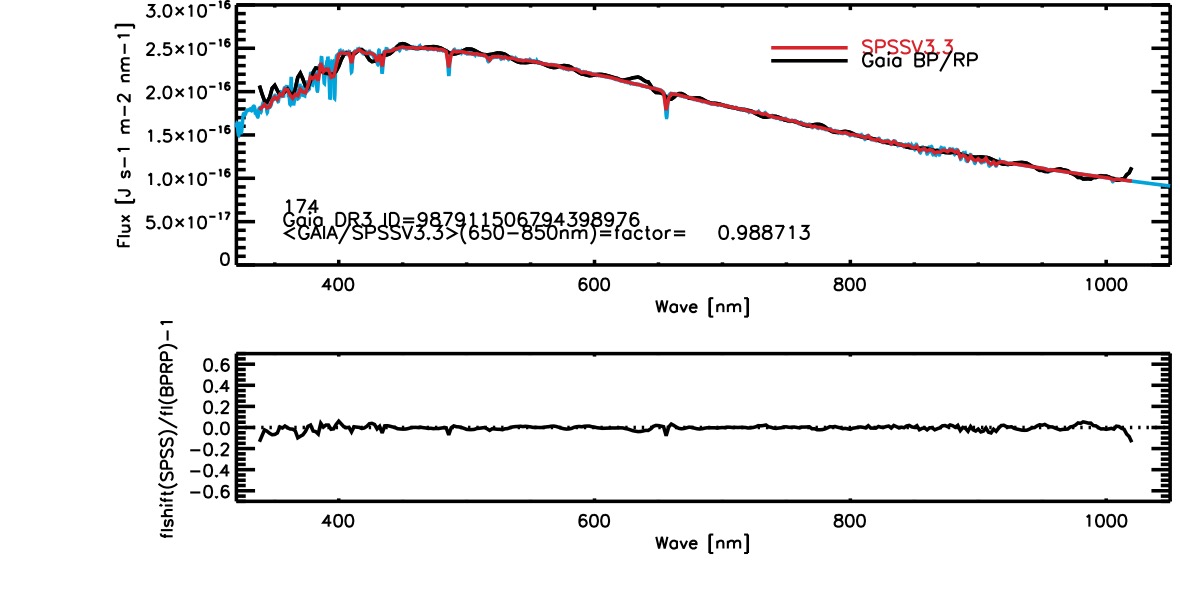 3.0×10−16
2.5×10−16
2.0×10−16
1.5×10−16
1.0×10−16
5.0×10−17
0
Flux [J s−1 m−2 nm−1]
SPSSV3.3
Gaia BP/RP
174
Gaia DR3 ID=987911506794398976
<GAIA/SPSSV3.3>(650−850nm)=factor= 0.988713
400 600 800 1000
Wave [nm]
flshift(SPSS)/fl(BPRP)−1
0.6
0.4
0.2
0.0
−0.2
−0.4
−0.6
400 600 800 1000
Wave [nm]